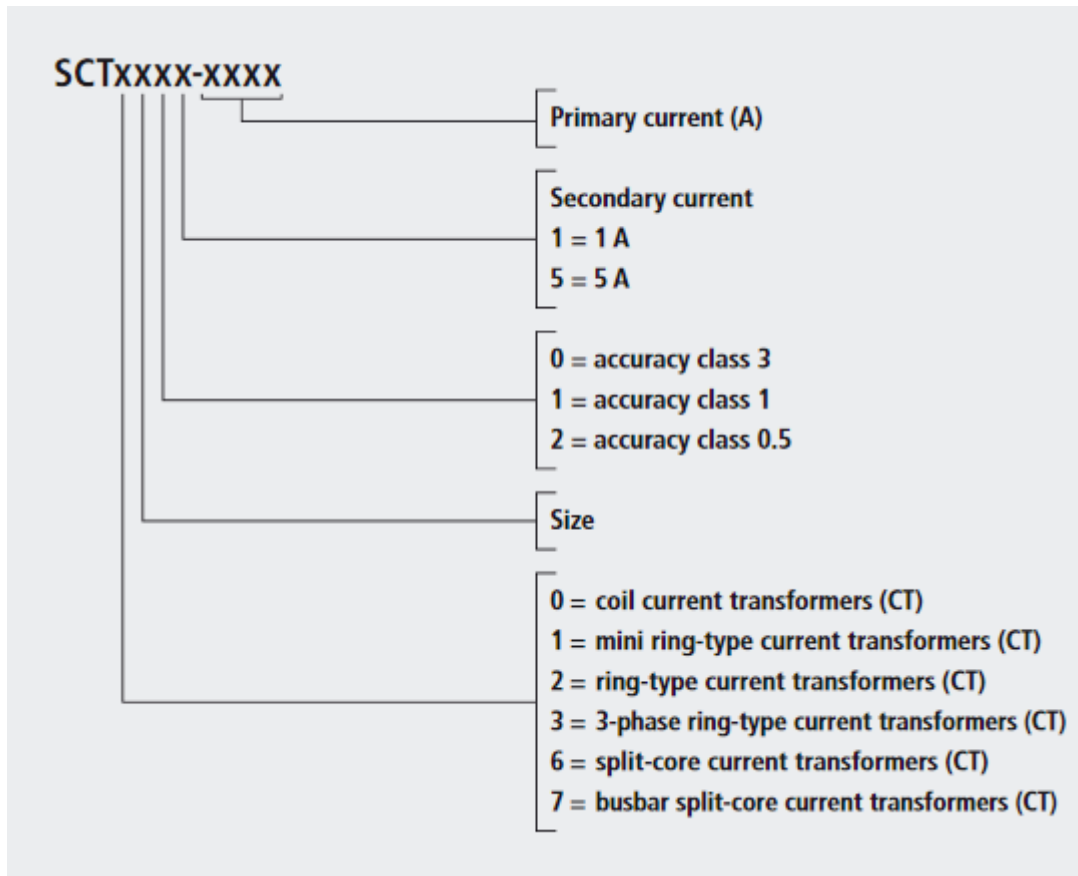 SCTxxxx-xxxx
Primary current (A)
Secondary current
1 = 1 A
5 = 5 A
0 = accuracy class 3
1 = accuracy class 1
2 = accuracy class 0.5
Size
0 = coil current transformers (CT)
1 = mini ring-type current transformers (CT)
2 = ring-type current transformers (CT)
3 = 3-phase ring-type current transformers (CT)
6 = split-core current transformers (CT)
7 = busbar split-core current transformers (CT)